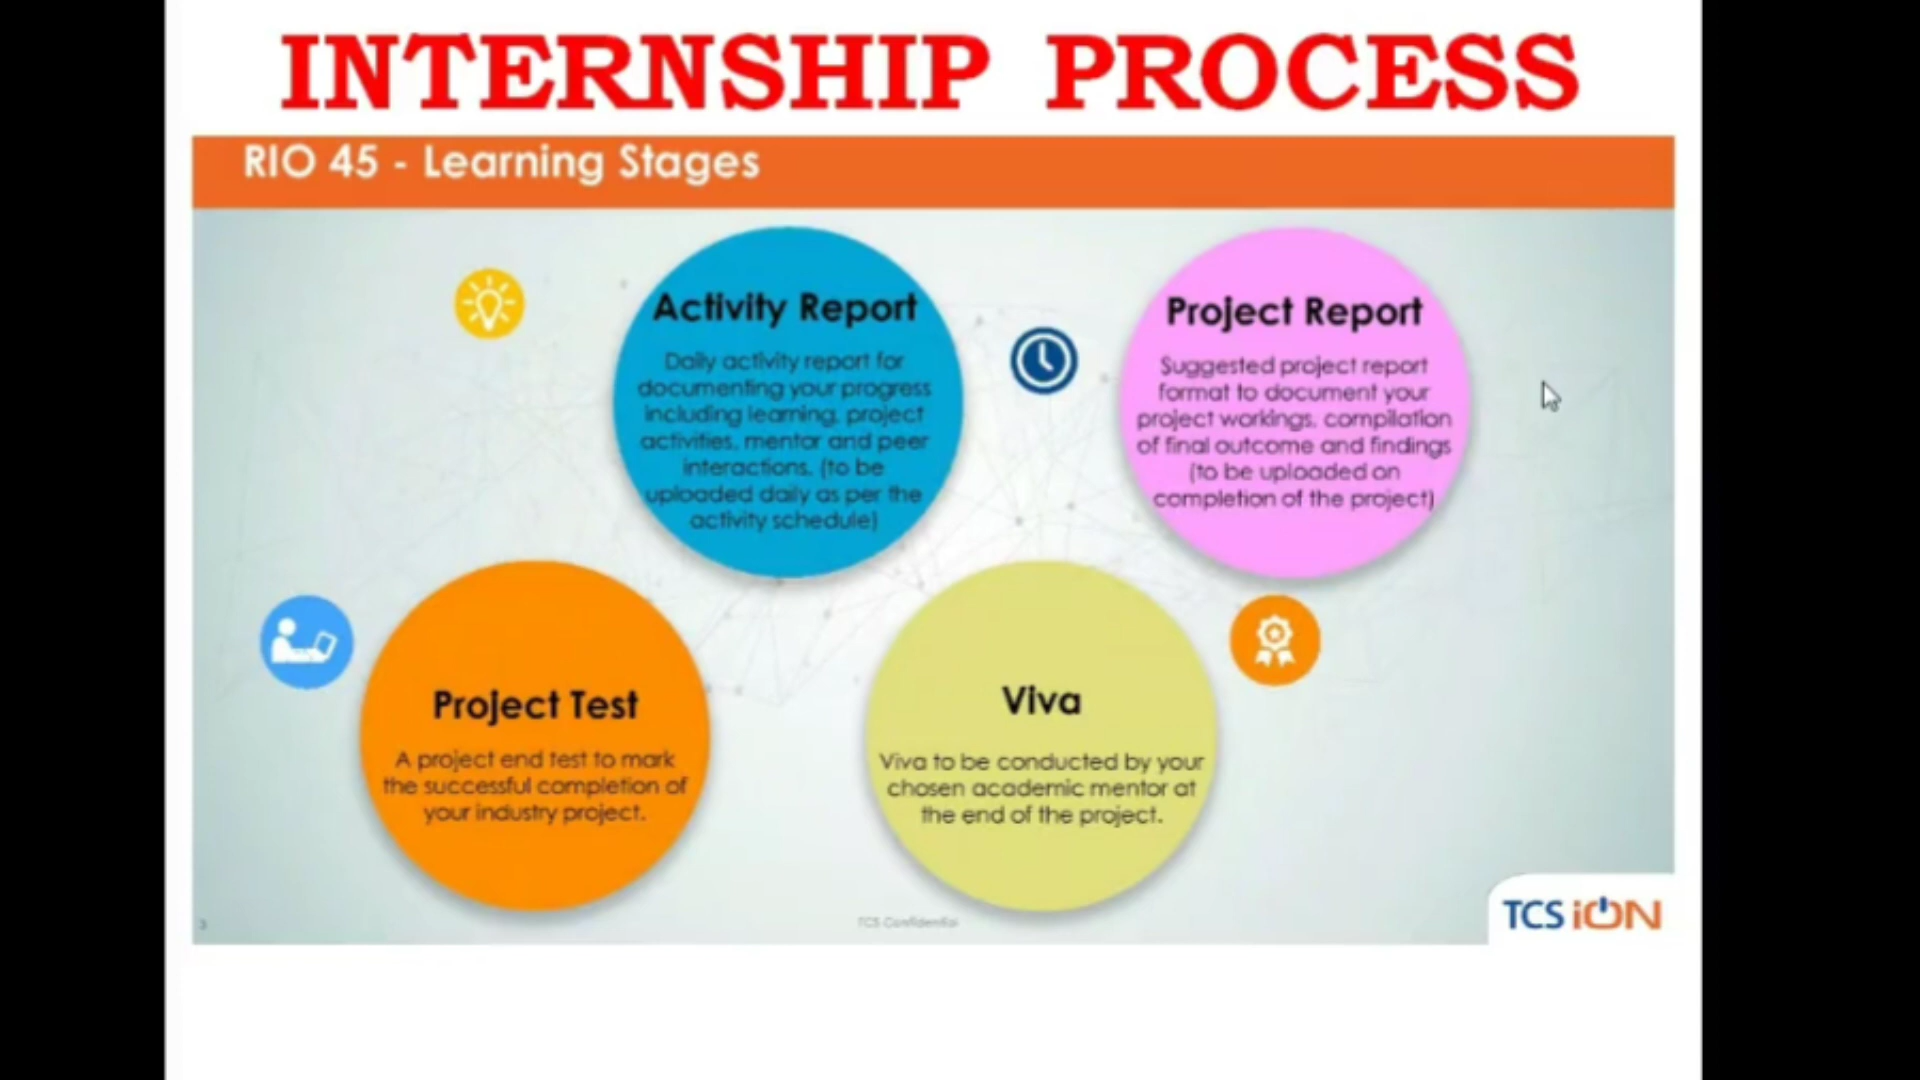 INTERNSHIP PROCESS
RIO 45 - Learning Stages
Activity Report
Daily activity report for
documenting your progress
including learning, project
activities, mentor and peer
interactions. (to be
uploaded daily as per the
activity schedule)
Project Report
Suggested project report
format to document your
project workings, compilation
of final outcome and findings
(to be uploaded on
completion of the project)
Project Test
A project end test to mark
the successful completion of
your industry project.
Viva
Viva to be conducted by your
chosen academic mentor at
the end of the project.
3
TCS Confidential
TCS iON